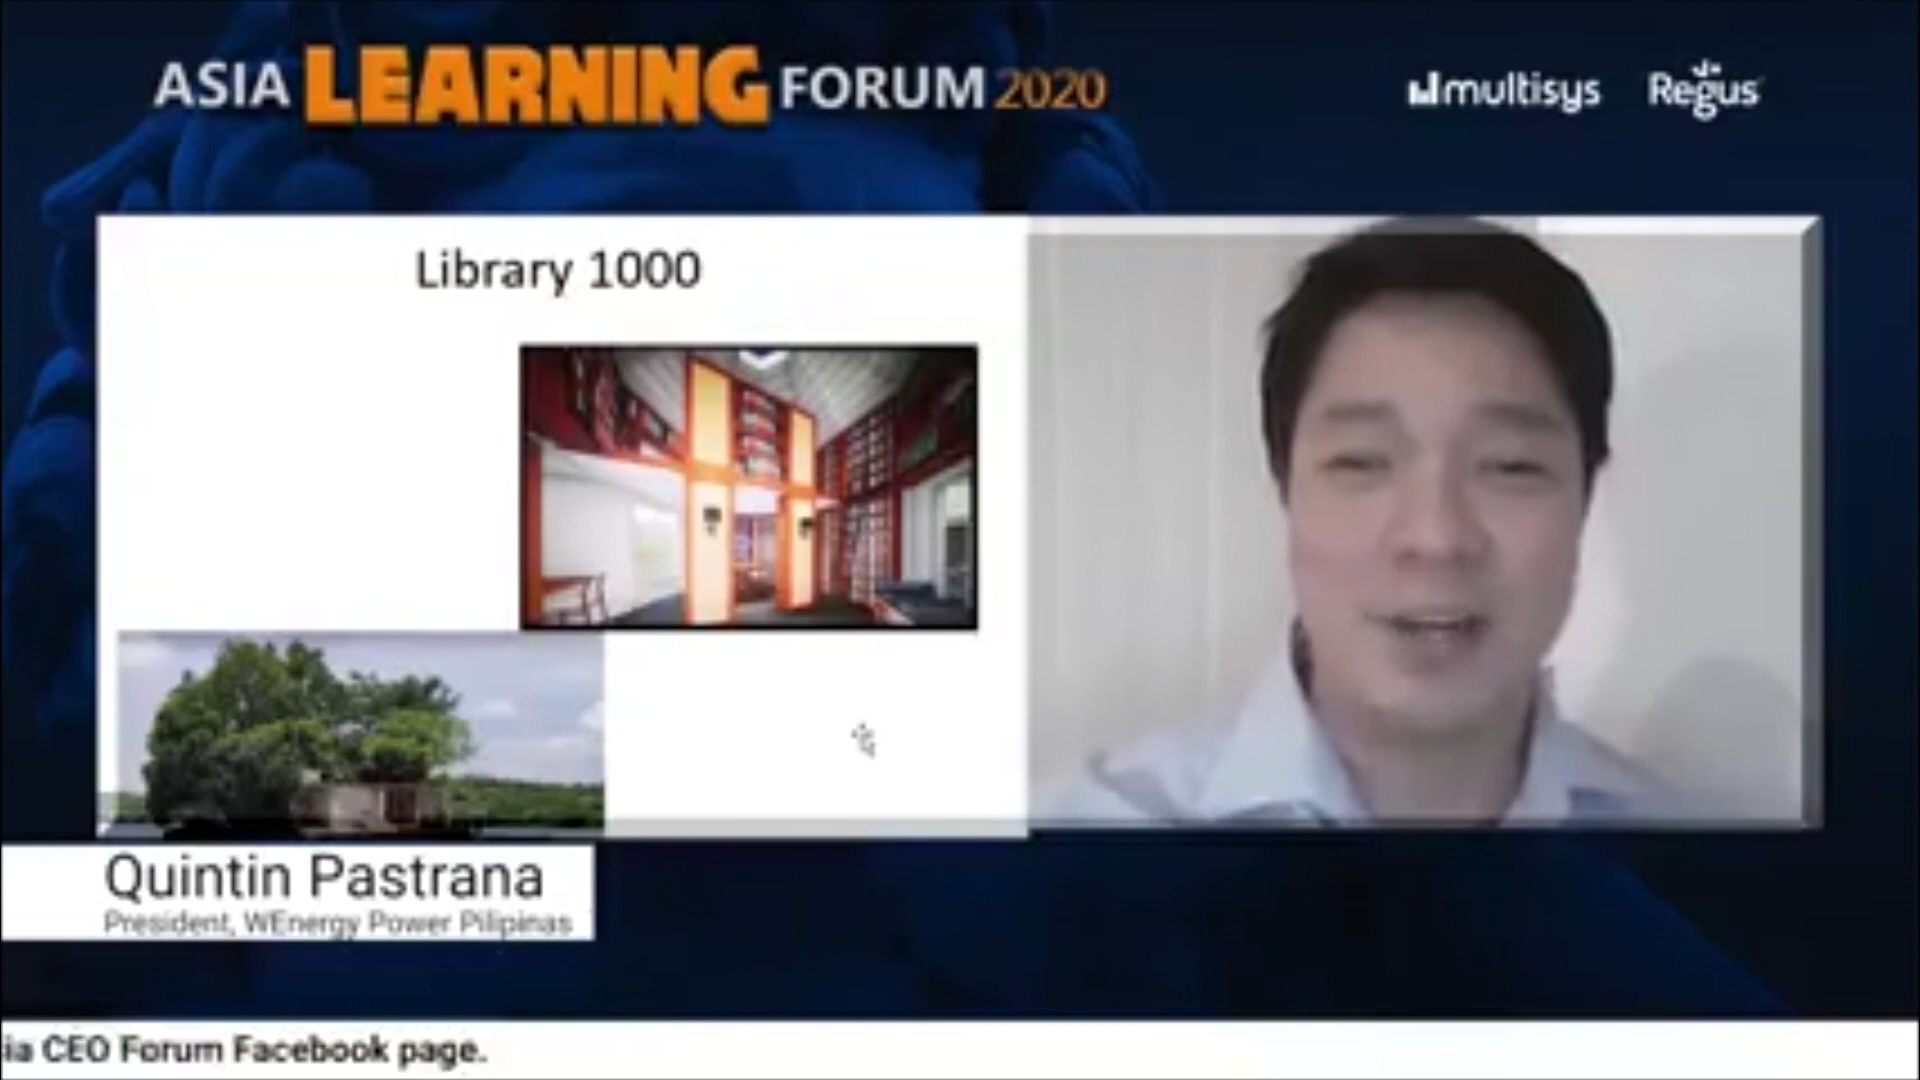 ASIA LEARNING FORUM 2020
multisys
Regus
Library 1000
Quintin Pastrana
President, WEnergy Power Pilipinas
ia CEO Forum Facebook page.